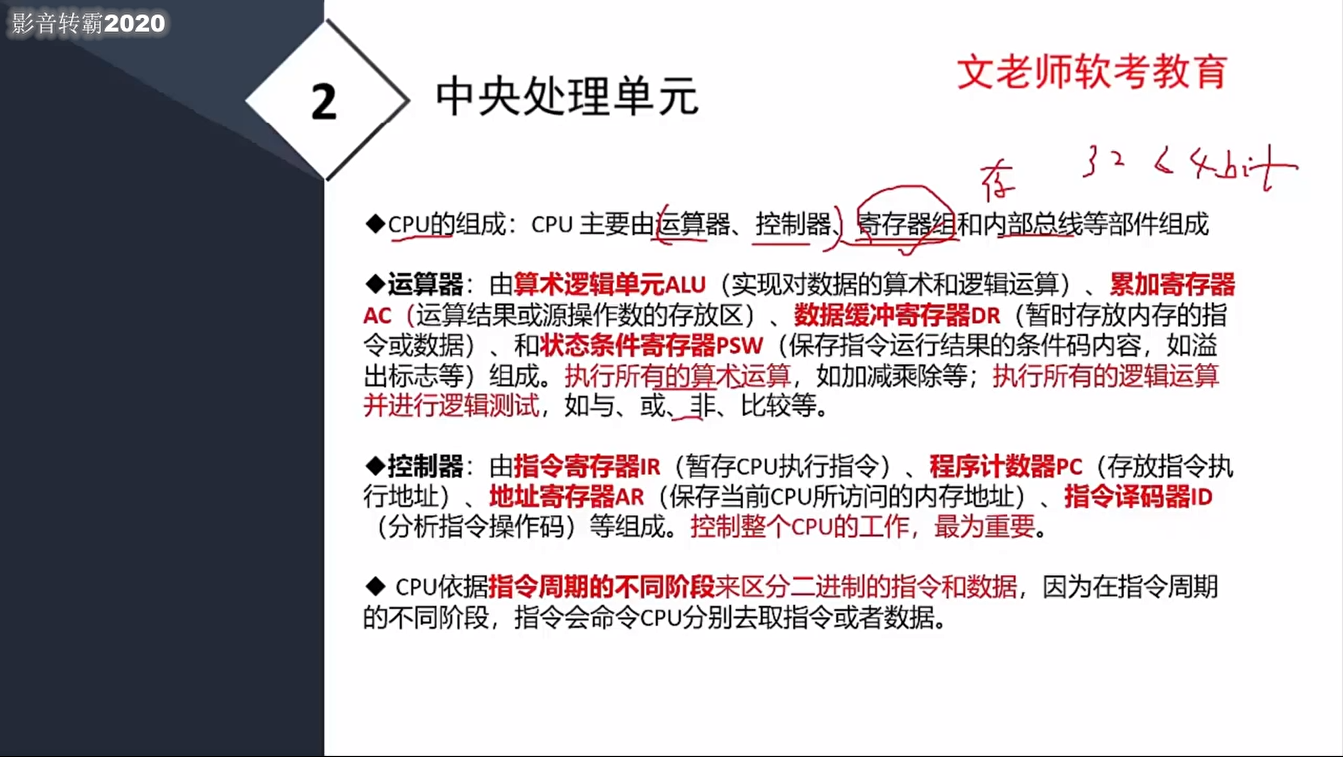 影音转霸2020
2
中央处理单元
文老师软考教育
存
32 64bit
◆CPU的组成：CPU 主要由运算器、控制器、寄存器组和内部总线等部件组成
◆运算器：由算术逻辑单元ALU（实现对数据的算术和逻辑运算）、累加寄存器
AC（运算结果或源操作数的存放区）、数据缓冲寄存器DR（暂时存放内存的指
令或数据）、和状态条件寄存器PSW（保存指令运行结果的条件码内容，如溢
出标志等）组成。执行所有的算术运算，如加减乘除等；执行所有的逻辑运算
并进行逻辑测试，如与、或、非、比较等。
◆控制器：由指令寄存器IR（暂存CPU执行指令）、程序计数器PC（存放指令执
行地址）、地址寄存器AR（保存当前CPU所访问的内存地址）、指令译码器ID
（分析指令操作码）等组成。控制整个CPU的工作，最为重要。
◆ CPU依据指令周期的不同阶段来区分二进制的指令和数据，因为在指令周期
的不同阶段，指令会命令CPU分别去取指令或者数据。